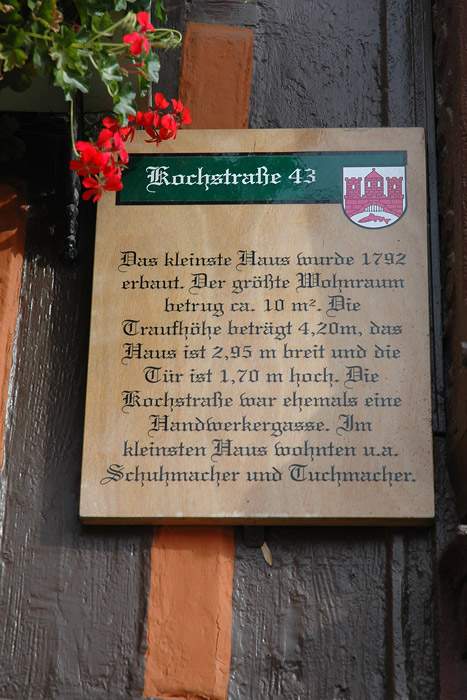 Kochstraße 43
Das kleinste Haus wurde 1792
erbaut. Der größte Wohnraum
betrug ca. 10 m². Die
Traufhöhe beträgt 4,20m, das
Haus ist 2,95 m breit und die
Tür ist 1,70 m hoch. Die
Kochstraße war ehemals eine
Handwerkergasse. Im
kleinsten Haus wohnten u.a.
Schuhmacher und Tuchmacher.